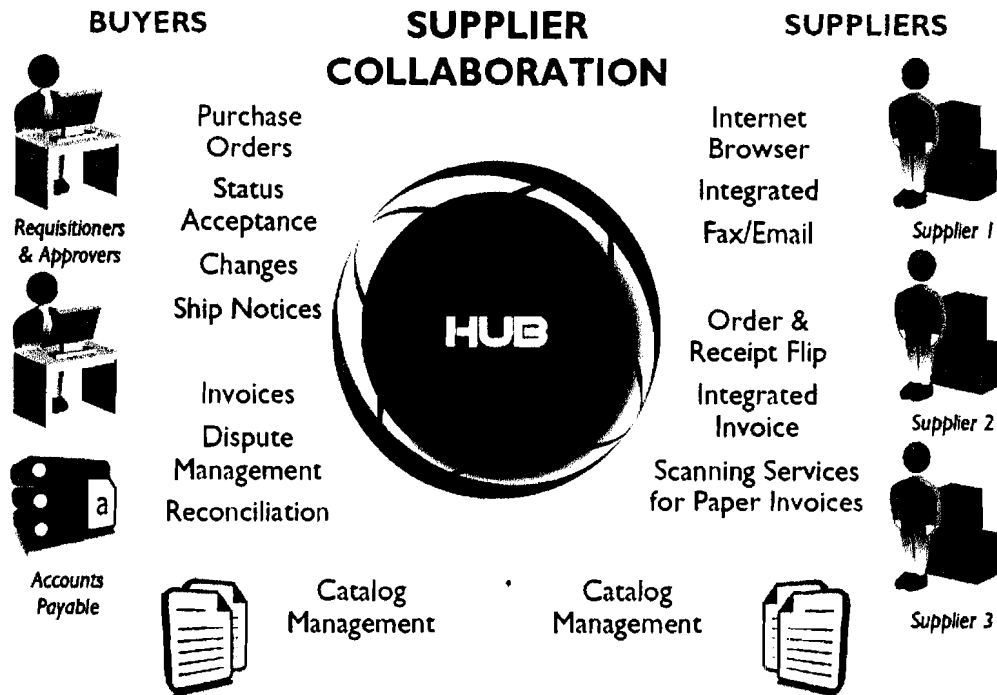 BUYERS
SUPPLIER
COLLABORATION
SUPPLIERS
Requisitioners
& Approvers
a
Accounts
Payable
Purchase
Orders
Status
Acceptance
Changes
Ship Notices
Invoices
Dispute
Management
Reconciliation
HUB
Internet
Browser
Integrated
Fax/Email
Order &
Receipt Flip
Integrated
Invoice
Scanning Services
for Paper Invoices
Supplier 1
Supplier 2
Supplier 3
Catalog
Management
Catalog
Management